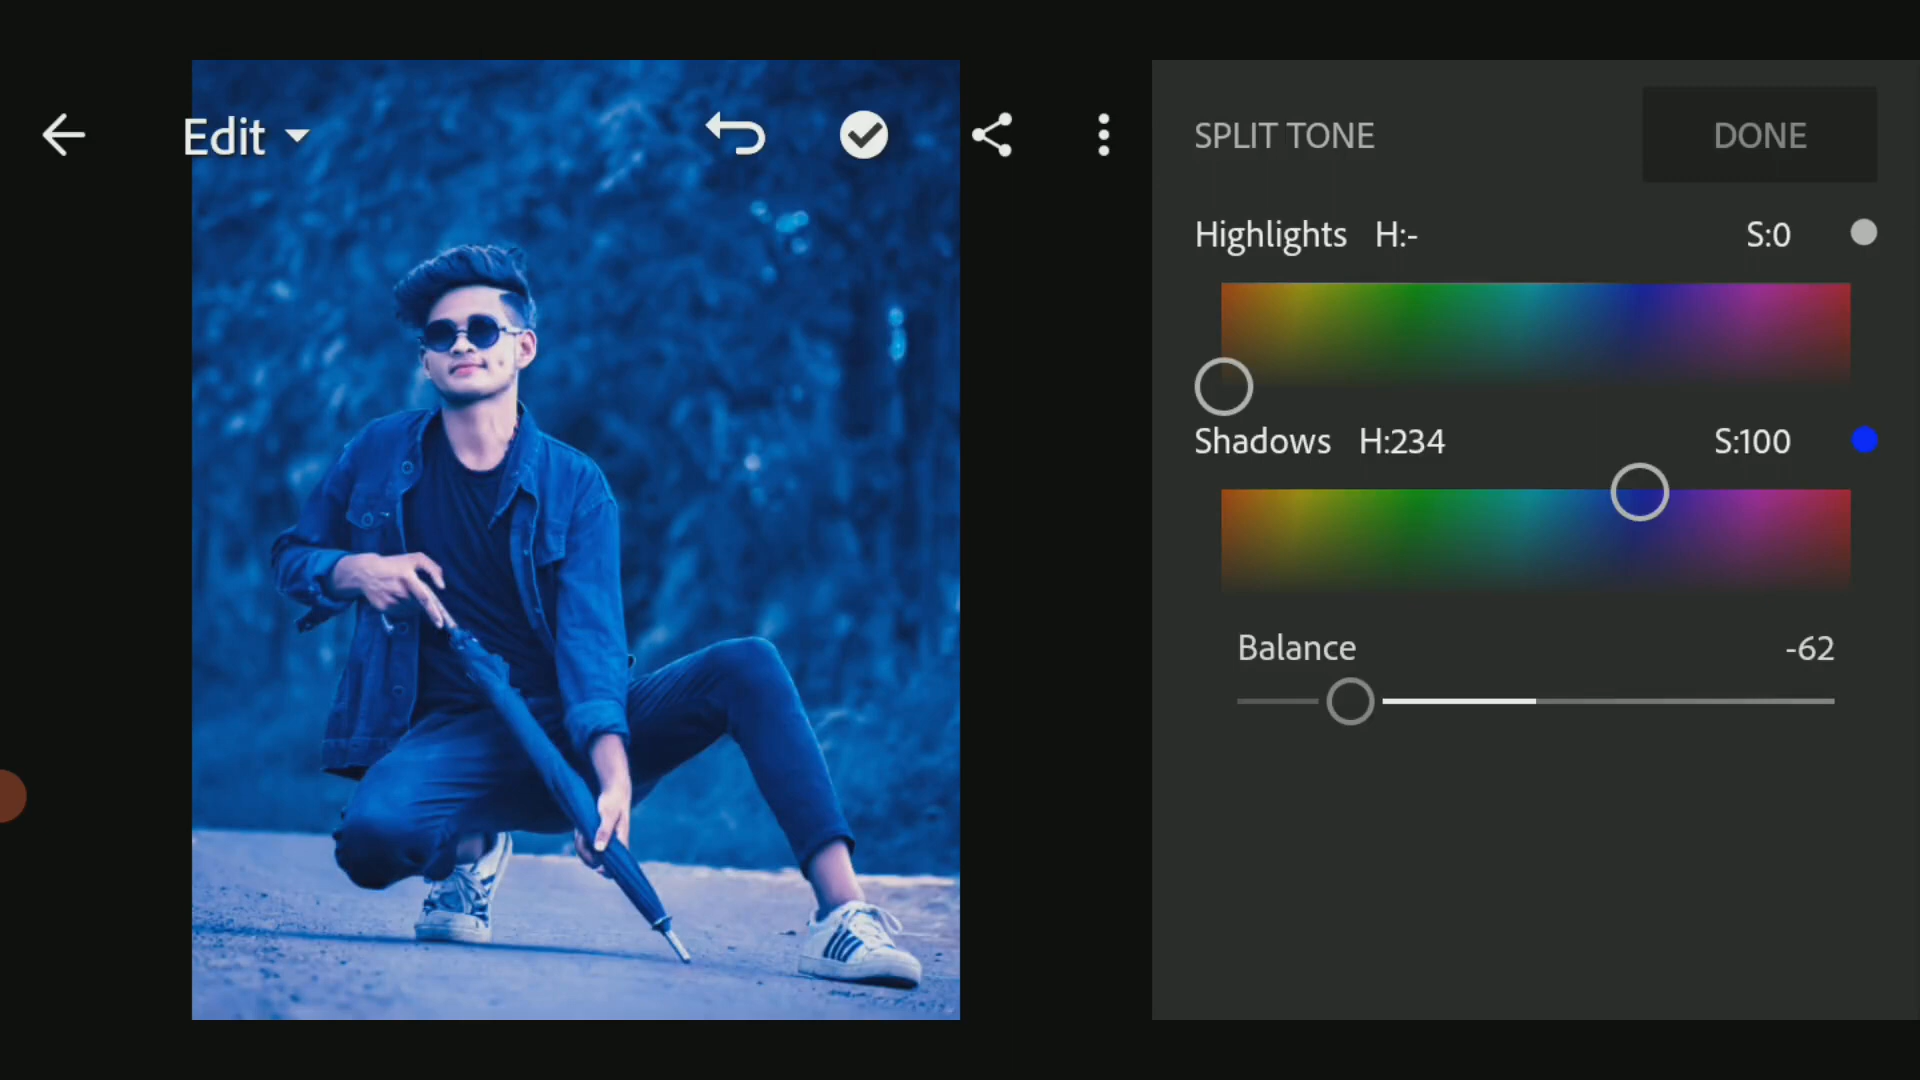 Edit
SPLIT TONE
DONE
Highlights H:- S:0
Shadows H:234 S:100
Balance -62